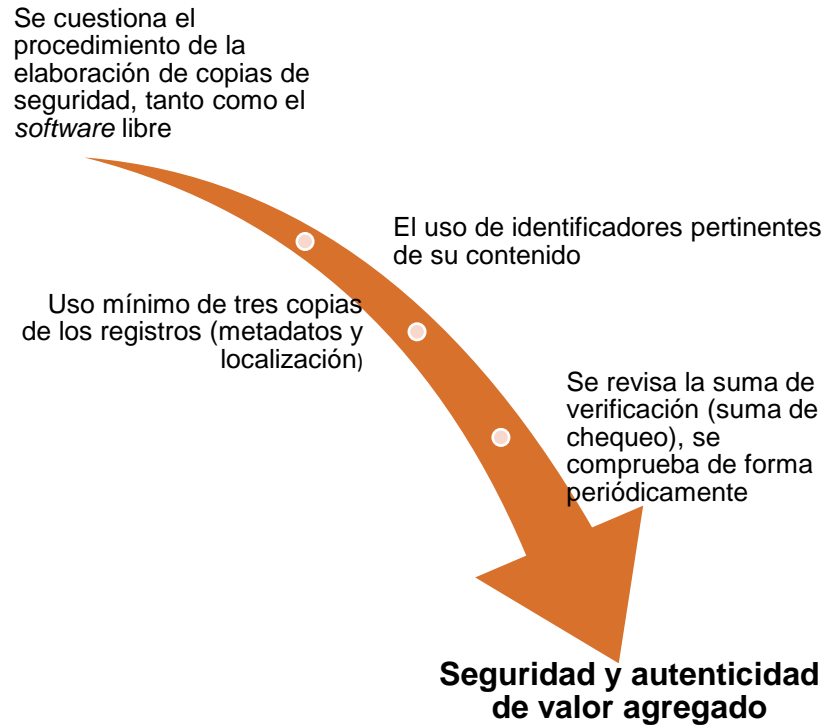 Se cuestiona el
procedimiento de la
elaboración de copias de
seguridad, tanto como el
software libre
El uso de identificadores pertinentes
de su contenido
Uso mínimo de tres copias
de los registros (metadatos y
localización)
Se revisa la suma de
verificación (suma de
chequeo), se
comprueba de forma
periódicamente
Seguridad y autenticidad
de valor agregado